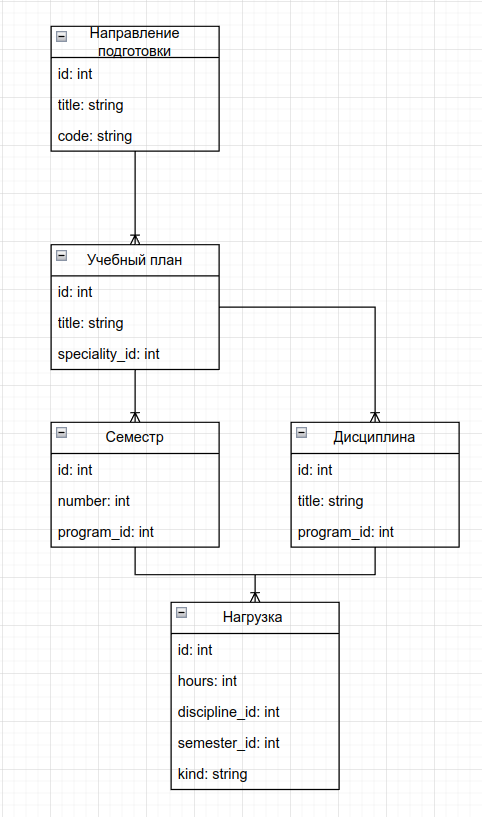 Направление
подготовки
id: int
title: string
code: string
Учебный план
id: int
title: string
speciality_id: int
Семестр
id: int
number: int
program_id: int
Дисциплина
id: int
title: string
program_id: int
Нагрузка
id: int
hours: int
discipline_id: int
semester_id: int
kind: string